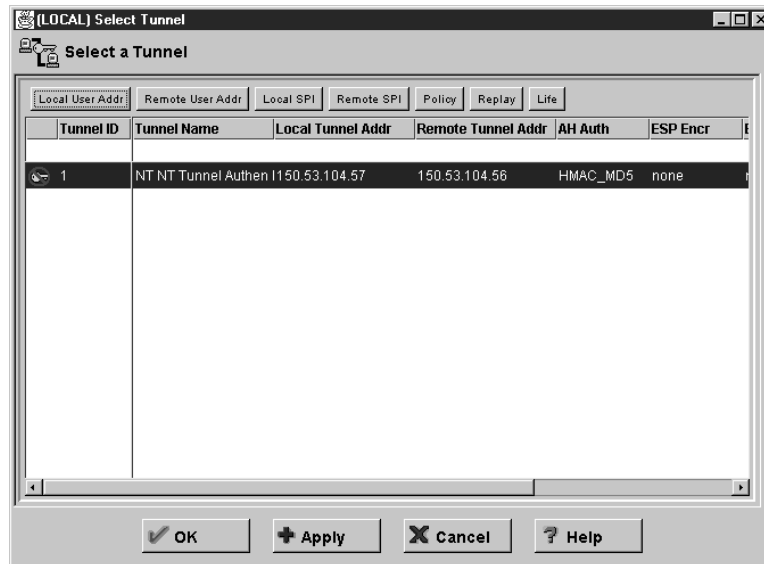 (LOCAL) Select Tunnel
Select a Tunnel
Local User Addr Remote User Addr Local SPI Remote SPI Policy Replay Life
Tunnel ID Tunnel Name Local Tunnel Addr Remote Tunnel Addr AH Auth ESP Encr
1 NT NT Tunnel Authen 150.53.104.57 150.53.104.56 HMAC_MD5 none
OK Apply Cancel Help